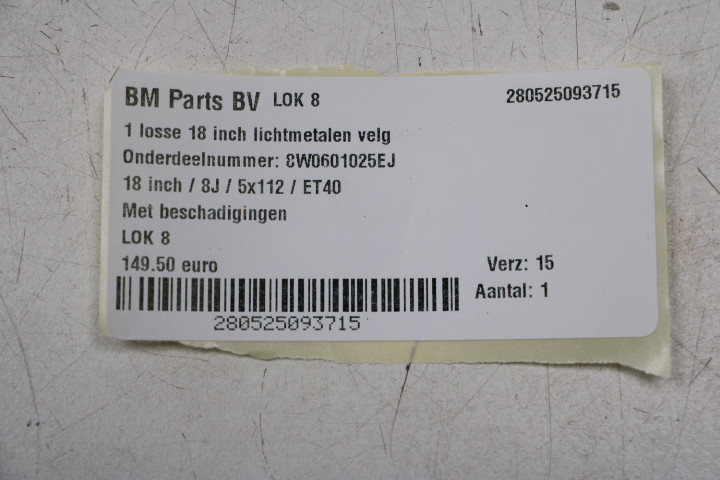 BM Parts BV LOK 8 280525093715
1 losse 18 inch lichtmetalen velg
Onderdeelnummer: 8W0601025EJ
18 inch / 8J / 5x112 / ET40
Met beschadigingen
LOK 8
149.50 euro Verz: 15
Aantal: 1
280525093715